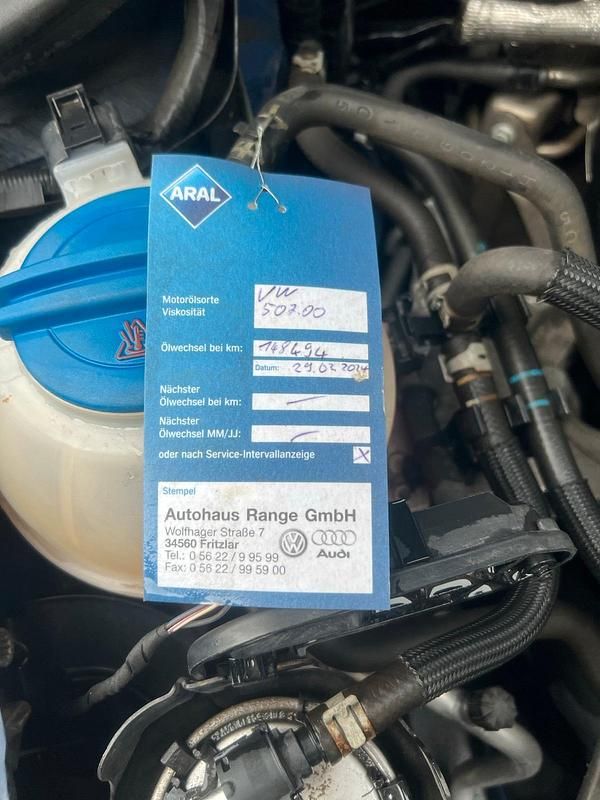 ARAL
Motorölsorte
Viskosität
VW
507.00
Ölwechsel bei km: 148494
Datum: 29.02.2024
Nächster
Ölwechsel bei km: —
Nächster
Ölwechsel MM/JJ: —
oder nach Service-Intervallanzeige X
Stempel
Autohaus Range GmbH
Wolfhager Straße 7
34560 Fritzlar
Tel.: 0 56 22 / 9 95 99
Fax: 0 56 22 / 99 59 00
Audi